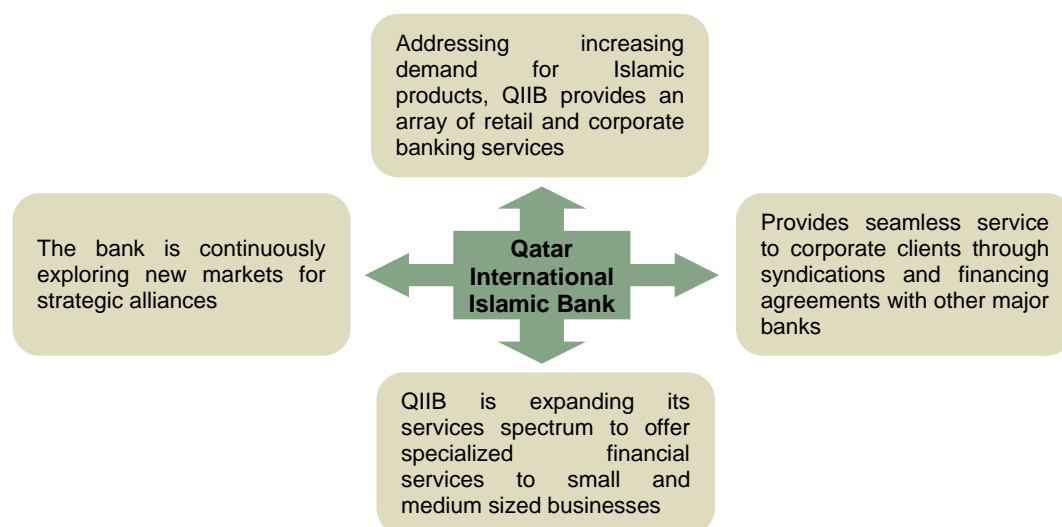 Addressing increasing
demand for Islamic
products, QIIB provides an
array of retail and corporate
banking services
The bank is continuously
exploring new markets for
strategic alliances
Qatar
International
Islamic Bank
Provides seamless service
to corporate clients through
syndications and financing
agreements with other major
banks
QIIB is expanding its
services spectrum to offer
specialized financial
services to small and
medium sized businesses